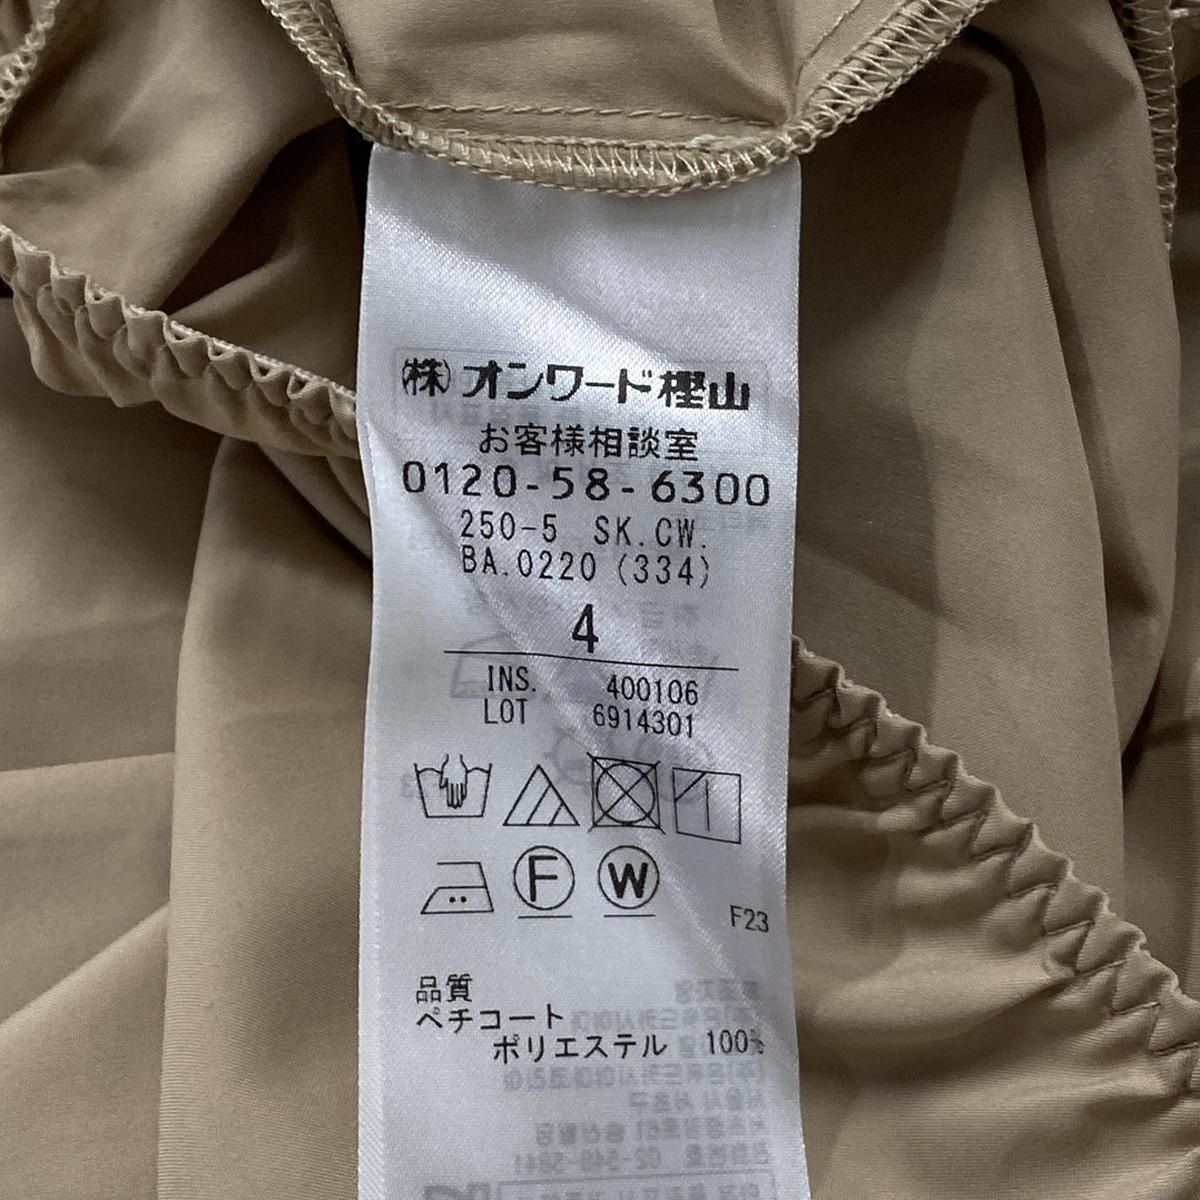 ㈱オンワード樫山
お客様相談室
0120-58-6300
250-5 SK.CW.
BA.0220 (334)
4
INS. 400106
LOT 6914301
F W
F23
品質
ペチコート
ポリエステル 100%